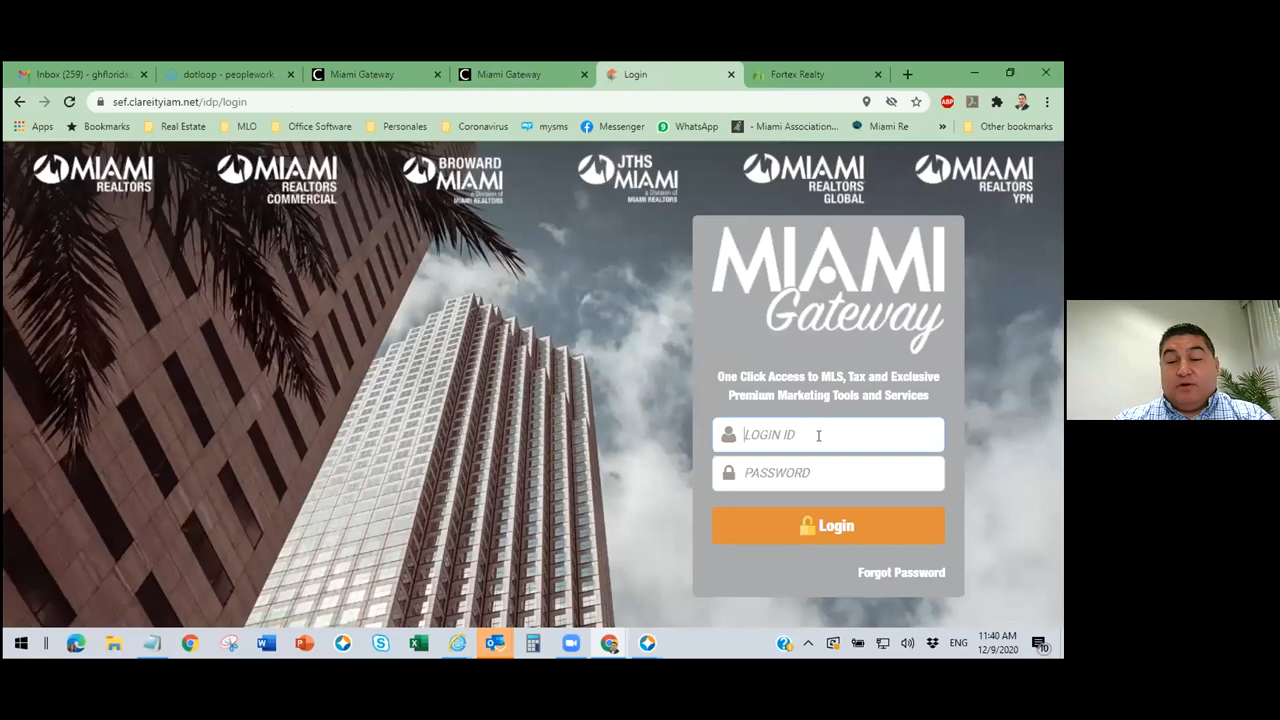 Inbox (259) - ghflorida
dotloop - peoplework,
Miami Gateway
Miami Gateway
Login
Fortex Realty
sef.clareityiam.net/idp/login
ABP
Apps
Bookmarks
Real Estate
MLO
Office Software
Personales
Coronavirus
mysms
Messenger
WhatsApp
- Miami Association...
Miami Re
»
Other bookmarks
MIAMI
REALTORS
MIAMI
REALTORS
COMMERCIAL
BROWARD
MIAMI
a Division of
MIAMI REALTORS
JTHS
MIAMI
a Division of
MIAMI REALTORS
MIAMI
REALTORS
GLOBAL
MIAMI
REALTORS
YPN
MIAMI
Gateway
One Click Access to MLS, Tax and Exclusive
Premium Marketing Tools and Services
LOGIN ID
PASSWORD
Login
Forgot Password
ENG
11:40 AM
12/9/2020
10